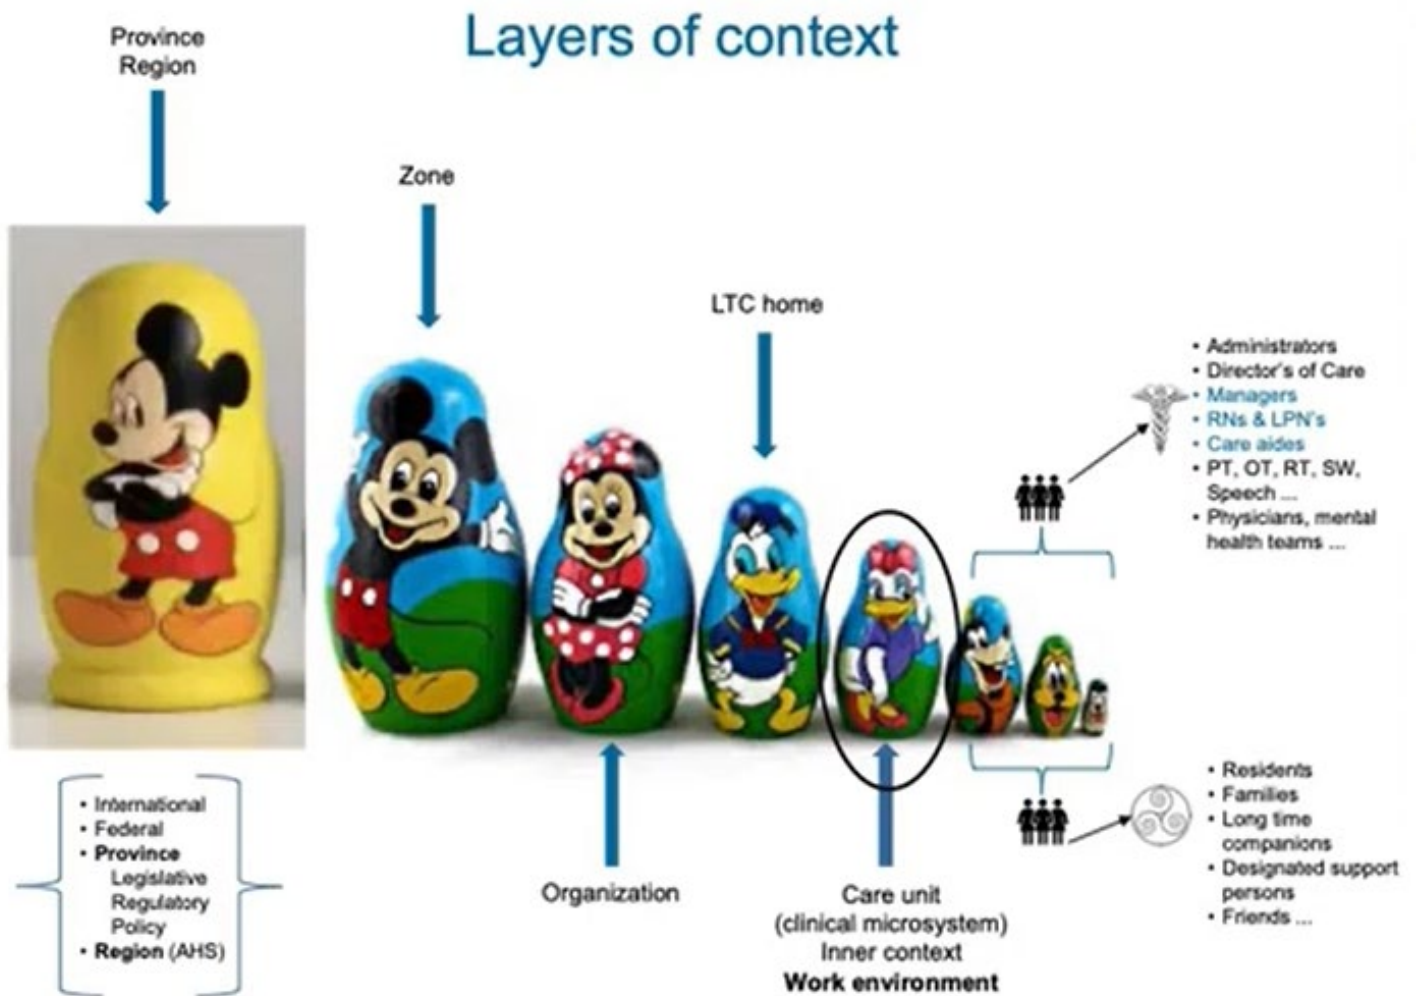 Layers of context
Province
Region
Zone
LTC home
• Administrators
• Director's of Care
• Managers
• RNs & LPN's
• Care aides
• PT, OT, RT, SW,
Speech ...
• Physicians, mental
health teams ...
• International
• Federal
• Province
Legislative
Regulatory
Policy
• Region (AHS)
Organization
Care unit
(clinical microsystem)
Inner context
Work environment
• Residents
• Families
• Long time
companions
• Designated support
persons
• Friends ...